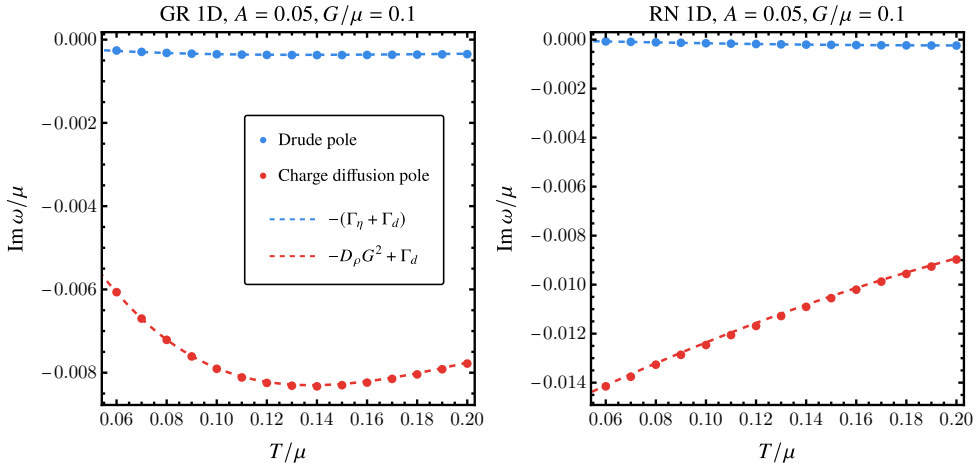 GR 1D, A = 0.05, G/μ = 0.1
0.000
−0.002
−0.004
−0.006
−0.008
Im ω/μ
Drude pole
Charge diffusion pole
−(Γη + Γd)
−DρG² + Γd
0.06 0.08 0.10 0.12 0.14 0.16 0.18 0.20
T/μ
RN 1D, A = 0.05, G/μ = 0.1
0.000
−0.002
−0.004
−0.006
−0.008
−0.010
−0.012
−0.014
Im ω/μ
0.06 0.08 0.10 0.12 0.14 0.16 0.18 0.20
T/μ